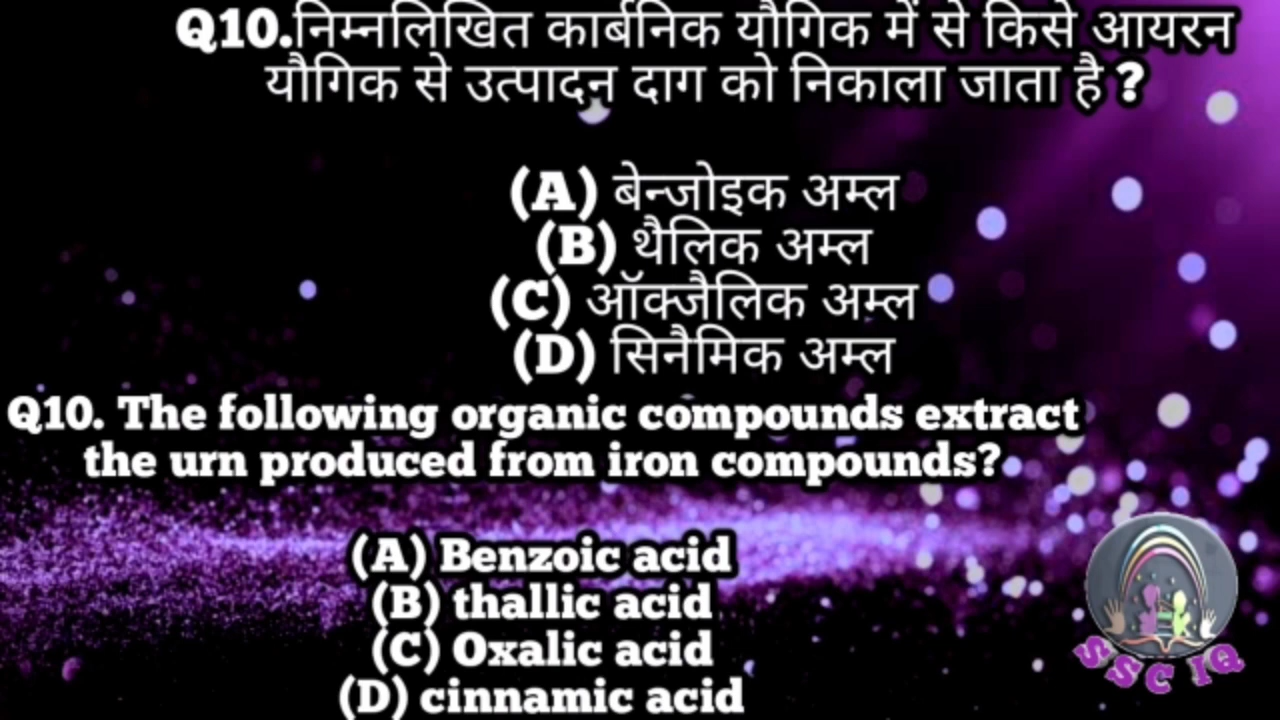 Q10.निम्नलिखित कार्बनिक यौगिक में से किसे आयरन
यौगिक से उत्पादन दाग को निकाला जाता है ?
(A) बेन्जोइक अम्ल
(B) थैलिक अम्ल
(C) ऑक्जैलिक अम्ल
(D) सिनैमिक अम्ल
Q10. The following organic compounds extract
the urn produced from iron compounds?
(A) Benzoic acid
(B) thallic acid
(C) Oxalic acid
(D) cinnamic acid
SSC IQ